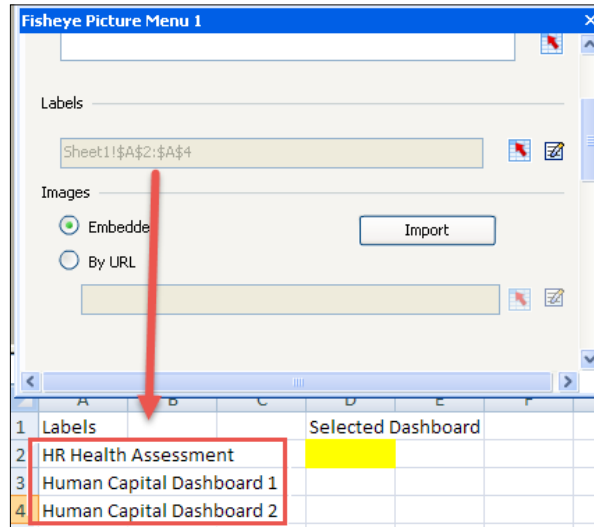 Fisheye Picture Menu 1
Labels
Sheet1!$A$2:$A$4
Images
Embedde
Import
By URL
A B C D E F
1 Labels Selected Dashboard
2 HR Health Assessment
3 Human Capital Dashboard 1
4 Human Capital Dashboard 2